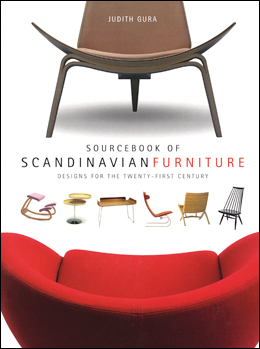 JUDITH GURA
SOURCEBOOK OF
SCANDINAVIANFURNITURE
DESIGNS FOR THE TWENTY-FIRST CENTURY